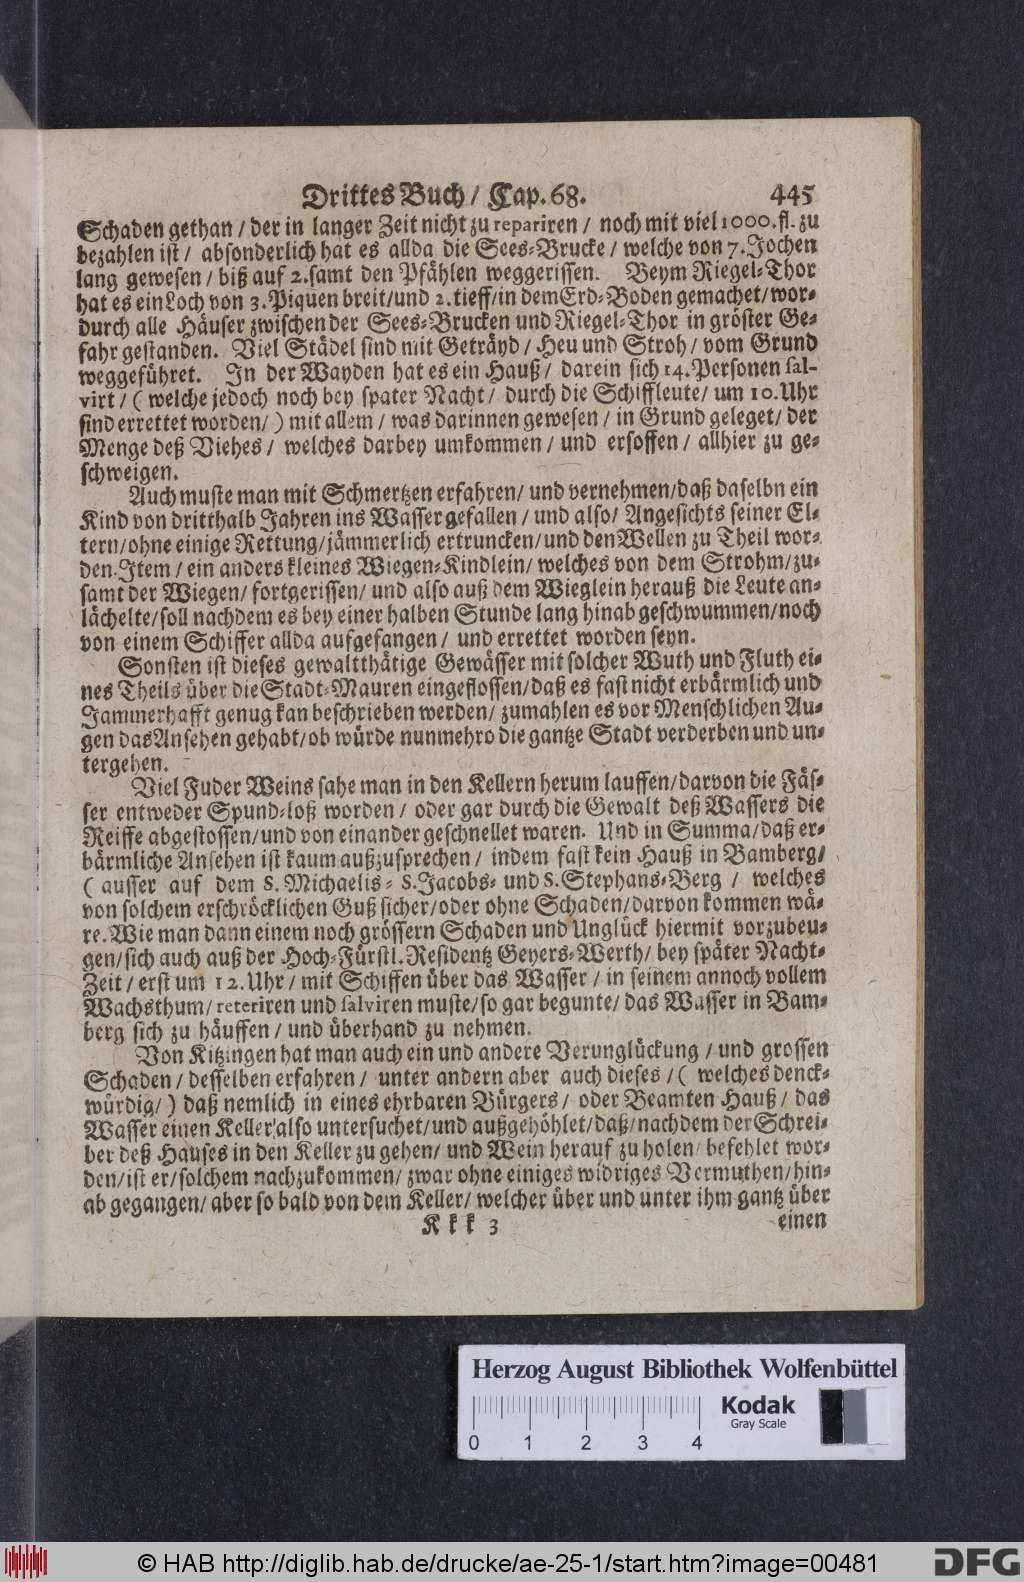 Drittes Buch / Cap. 68. 445
Schaden gethan / der in langer Zeit nicht zu repariren / noch mit viel 1000. fl. zu
bezahlen ist / absonderlich hat es allda die Sees-Brucke / welche von 7. Jochen
lang gewesen / biß auf 2. samt den Pfählen weggerissen. Beym Riegel-Thor
hat es ein Loch von 3. Piquen breit/und 2. tieff/in dem Erd-Boden gemachet/wor-
durch alle Häuser zwischen der Sees-Brucken und Riegel-Thor in gröster Ge-
fahr gestanden. Viel Städel sind mit Geträyd / Heu und Stroh / vom Grund
weggeführet. In der Wayden hat es ein Hauß / darein sich 14. Personen sal-
virt / ( welche jedoch noch bey spater Nacht / durch die Schiffleute / um 10. Uhr
sind errettet worden/ ) mit allem / was darinnen gewesen / in Grund geleget / der
Menge deß Viehes / welches darbey umkommen / und ersoffen / allhier zu ge-
schweigen.
Auch muste man mit Schmertzen erfahren/ und vernehmen/daß daselbn ein
Kind von dritthalb Jahren ins Wasser gefallen / und also/ Angesichts seiner El-
tern/ohne einige Rettung/jämmerlich ertruncken/und den Wellen zu Theil wor-
den. Item / ein anders kleines Wiegen-Kindlein/ welches von dem Strohm/zu-
samt der Wiegen/ fortgerissen/ und also auß dem Wieglein herauß die Leute an-
lächelte/soll nachdem es bey einer halben Stunde lang hinab geschwummen/noch
von einem Schiffer allda aufgefangen / und errettet worden seyn.
Sonsten ist dieses gewaltthätige Gewässer mit solcher Wuth und Fluth ei-
nes Theils über die Stadt-Mauren eingeflossen/daß es fast nicht erbärmlich und
Jammerhafft genug kan beschrieben werden/ zumahlen es vor Menschlichen Au-
gen das Ansehen gehabt/ob würde nunmehro die gantze Stadt verderben und un-
tergehen.
Viel Fuder Weins sahe man in den Kellern herum lauffen/darvon die Fäs-
ser entweder Spund-loß worden / oder gar durch die Gewalt deß Wassers die
Reiffe abgestossen/und von einander geschnellet waren. Und in Summa/daß er-
bärmliche Ansehen ist kaum außzusprechen / indem fast kein Hauß in Bamberg/
( ausser auf dem S. Michaelis- S. Jacobs- und S. Stephans-Berg / welches
von solchem erschröcklichen Guß sicher/oder ohne Schaden/darvon kommen wä-
re. Wie man dann einem noch grössern Schaden und Unglück hiermit vorzubeu-
gen/sich auch auß der Hoch-Fürstl. Residentz Geyers-Werth/ bey später Nacht-
Zeit / erst um 12. Uhr / mit Schiffen über das Wasser / in seinem annoch vollem
Wachsthum/ reteriren und salviren muste/so gar begunte/ das Wasser in Bam-
berg sich zu häuffen / und überhand zu nehmen.
Von Kitzingen hat man auch ein und andere Verunglückung / und grossen
Schaden / desselben erfahren / unter andern aber auch dieses / ( welches denck-
würdig/ ) daß nemlich in eines ehrbaren Bürgers / oder Beamten Hauß / das
Wasser einen Keller also untersuchet/und außgehöhlet/daß/nachdem der Schrei-
ber deß Hauses in den Keller zu gehen/ und Wein herauf zu holen/ befehlet wor-
den/ist er/solchem nachzukommen/ zwar ohne einiges widriges Vermuthen/hin-
ab gegangen/ aber so bald von dem Keller/ welcher über und unter ihm gantz über
Kkk 3 einen
Herzog August Bibliothek Wolfenbüttel
Kodak
Gray Scale
0 1 2 3 4
© HAB http://diglib.hab.de/drucke/ae-25-1/start.htm?image=00481
DFG